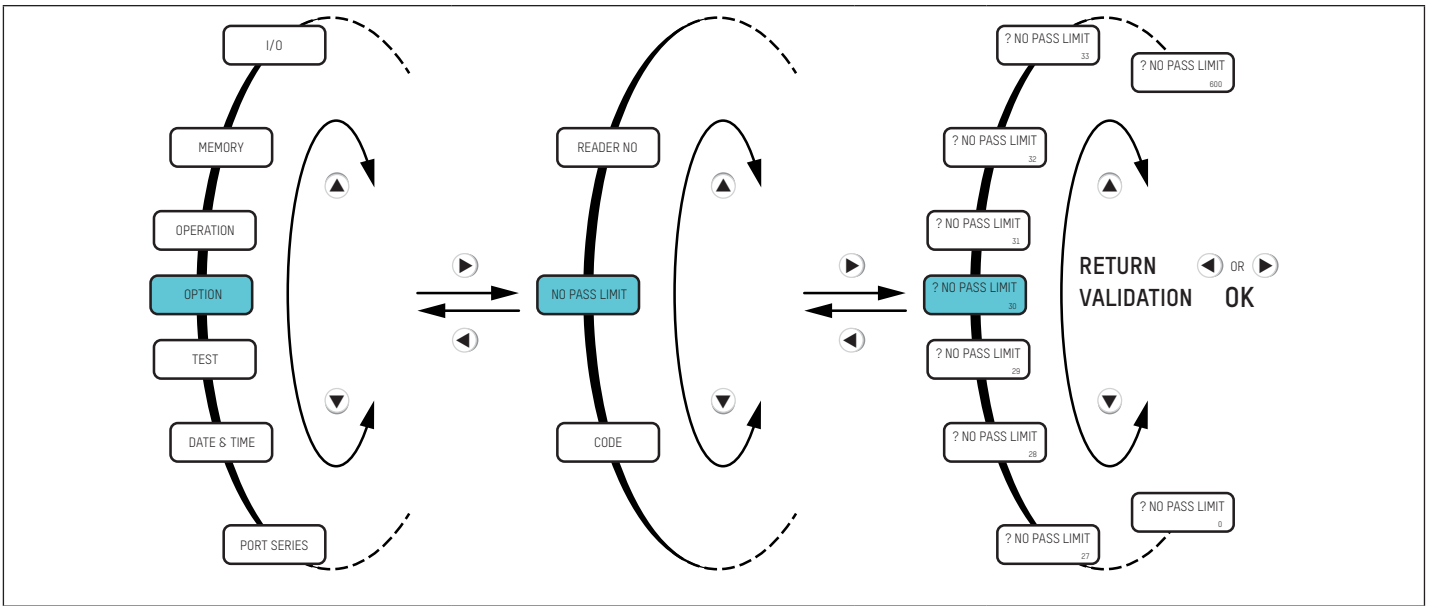 I/O
MEMORY
OPERATION
OPTION
TEST
DATE & TIME
PORT SERIES
READER NO
NO PASS LIMIT
CODE
? NO PASS LIMIT
33
? NO PASS LIMIT
600
? NO PASS LIMIT
32
? NO PASS LIMIT
31
? NO PASS LIMIT
30
? NO PASS LIMIT
29
? NO PASS LIMIT
28
? NO PASS LIMIT
27
? NO PASS LIMIT
0
RETURN OR
VALIDATION OK